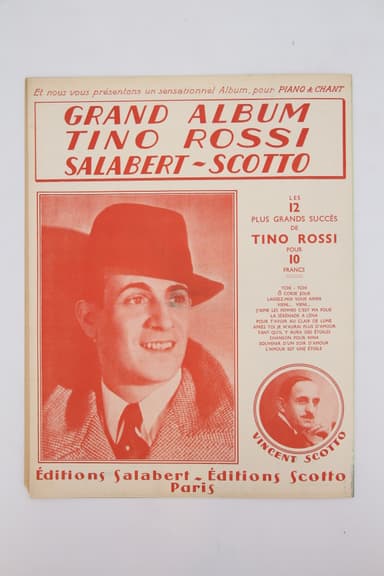 Et nous vous présentons un sensationnel Album, pour PIANO & CHANT
GRAND ALBUM
TINO ROSSI
SALABERT - SCOTTO
LES
12
PLUS GRANDS SUCCÈS
DE
TINO ROSSI
POUR
10
FRANCS
TCHI - TCHI
Ô CORSE JOLIE
LAISSEZ-MOI VOUS AIMER
VIENI... VIENI...
J'AIME LES FEMMES C'EST MA FOLIE
LA SÉRÉNADE À LÉNA
POUR T'AVOIR AU CLAIR DE LUNE
APRÈS TOI JE N'AURAI PLUS D'AMOUR
TANT QU'IL Y AURA DES ÉTOILES
CHANSON POUR NINA
SOUVENIR D'UN SOIR D'AMOUR
L'AMOUR EST UNE ÉTOILE
VINCENT SCOTTO
Éditions Salabert - Éditions Scotto
Paris